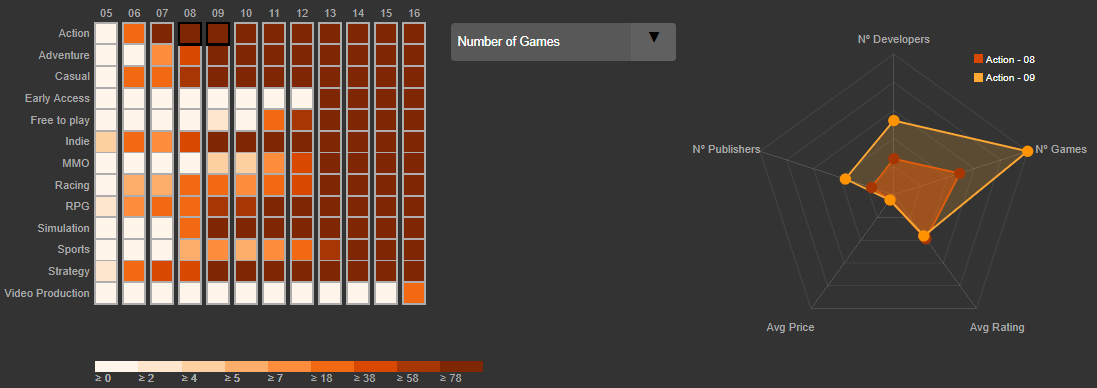 05 06 07 08 09 10 11 12 13 14 15 16
Action
Adventure
Casual
Early Access
Free to play
Indie
MMO
Racing
RPG
Simulation
Sports
Strategy
Video Production
≥ 0 ≥ 2 ≥ 4 ≥ 5 ≥ 7 ≥ 18 ≥ 38 ≥ 58 ≥ 78
Number of Games ▼
Nº Developers
Action - 08
Action - 09
Nº Publishers
Nº Games
Avg Price
Avg Rating